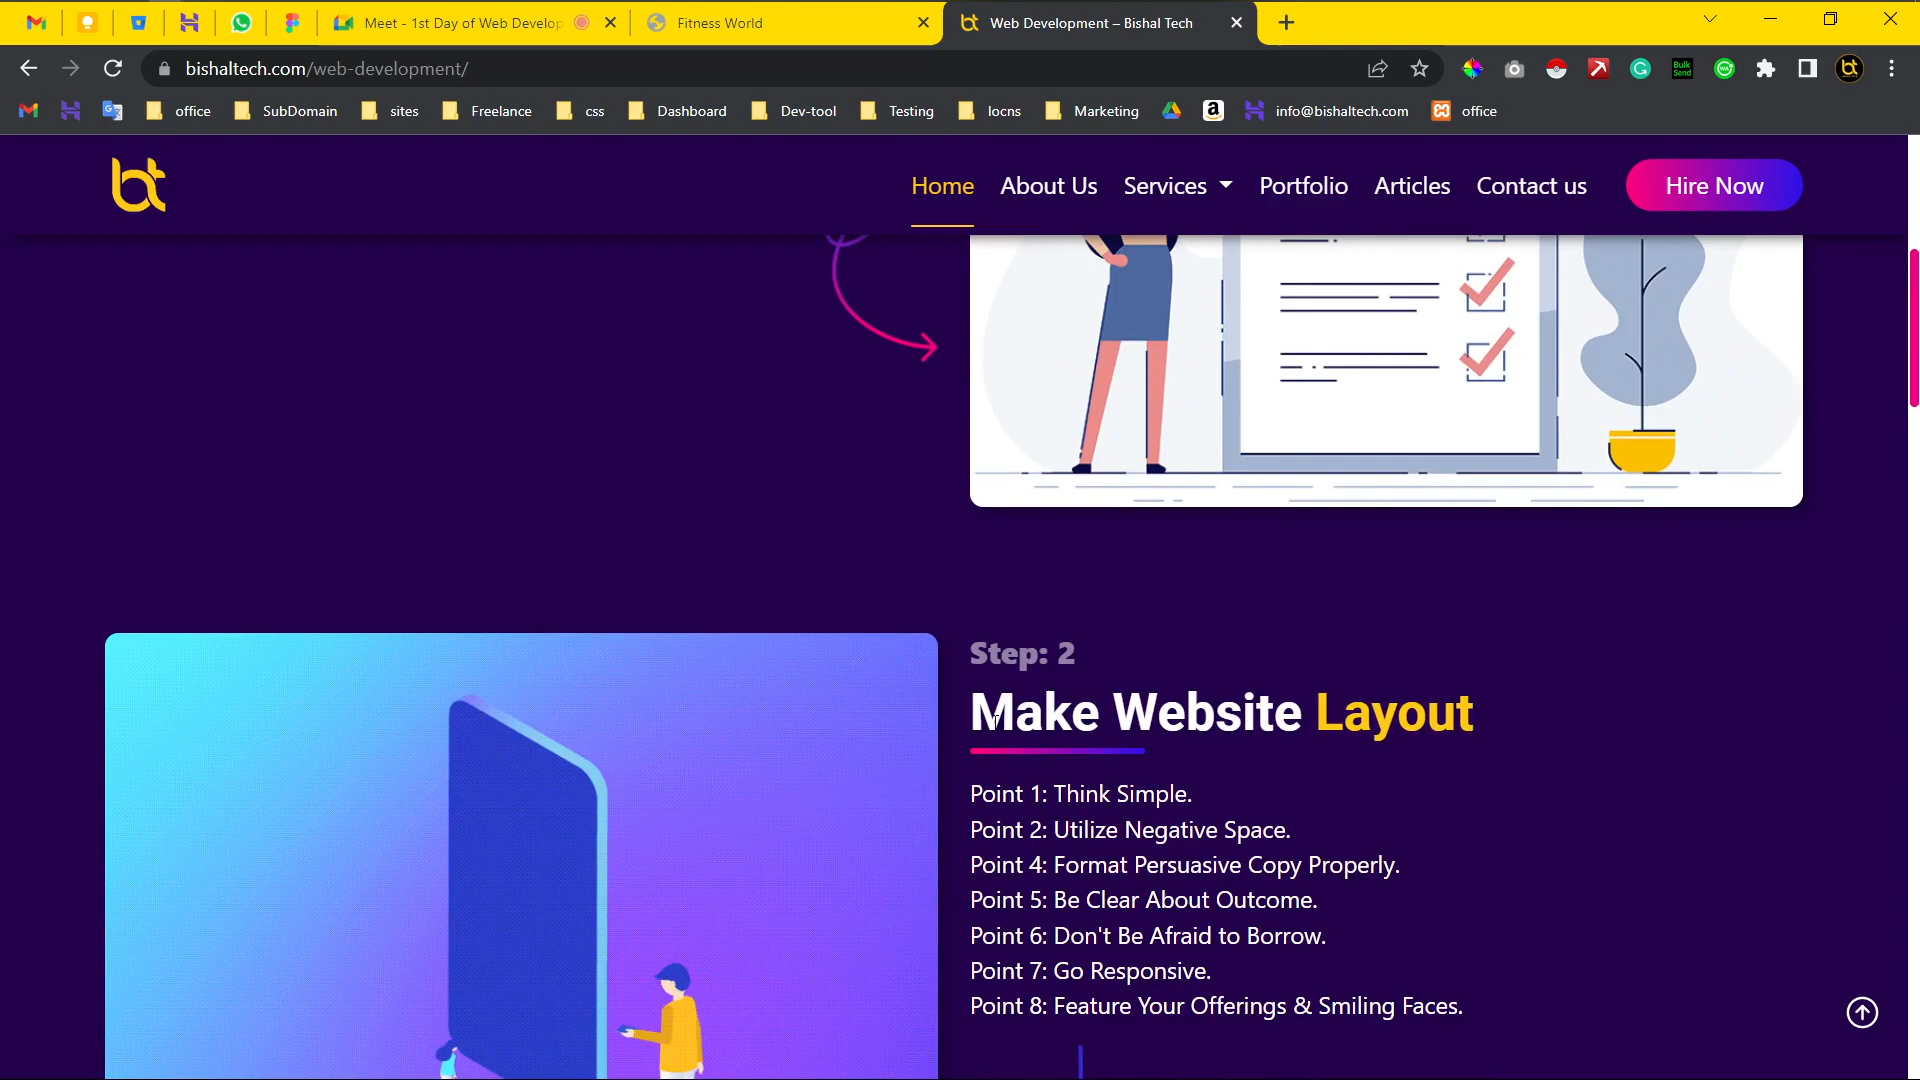 Meet - 1st Day of Web Develop
Fitness World
Web Development – Bishal Tech
bishaltech.com/web-development/
Bulk Send
office
SubDomain
sites
Freelance
css
Dashboard
Dev-tool
Testing
locns
Marketing
info@bishaltech.com
office
bt
Home
About Us
Services
Portfolio
Articles
Contact us
Hire Now
Step: 2
Make Website Layout
Point 1: Think Simple.
Point 2: Utilize Negative Space.
Point 4: Format Persuasive Copy Properly.
Point 5: Be Clear About Outcome.
Point 6: Don't Be Afraid to Borrow.
Point 7: Go Responsive.
Point 8: Feature Your Offerings & Smiling Faces.